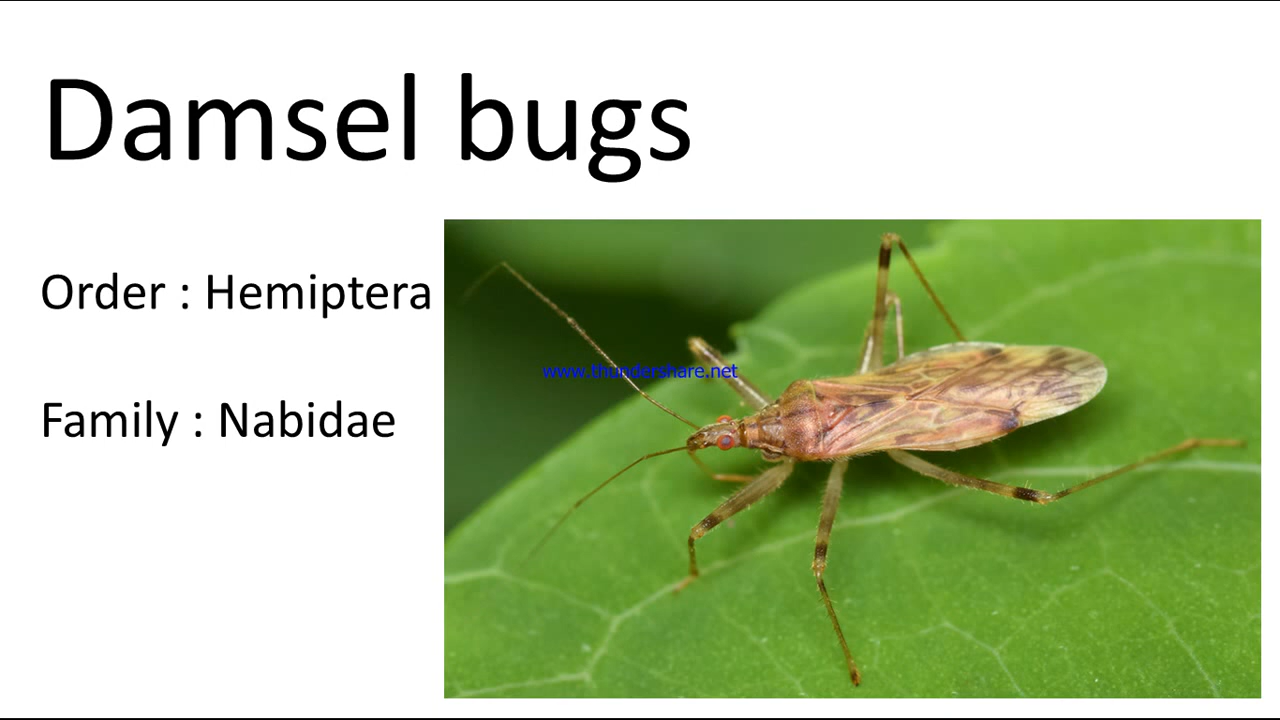 Damsel bugs
Order : Hemiptera
www.thundershare.net
Family : Nabidae